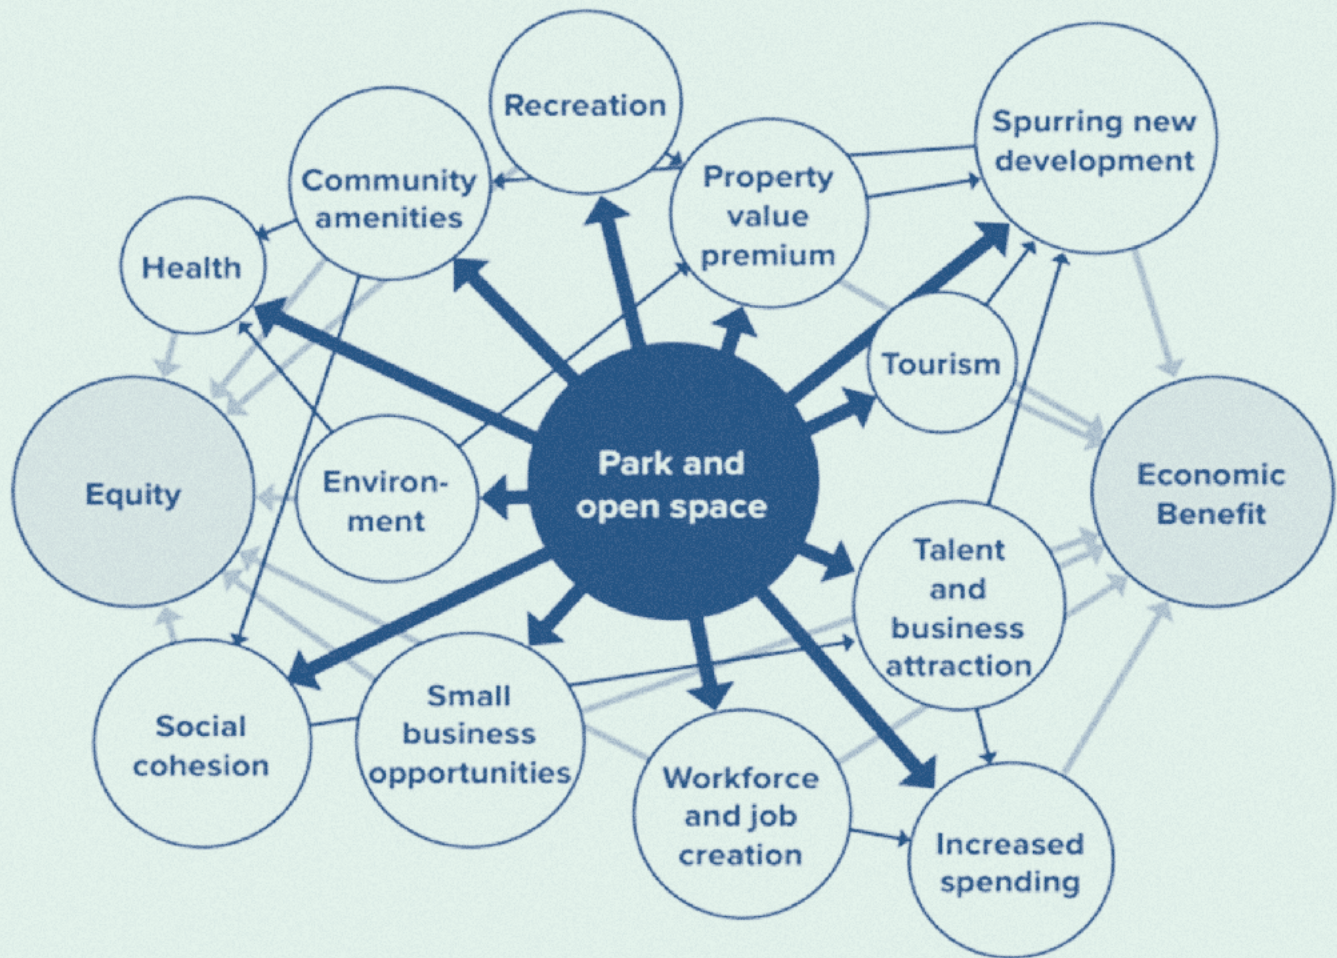 Recreation
Spurring new
development
Community
amenities
Property
value
premium
Health
Tourism
Park and
open space
Equity
Environ-
ment
Economic
Benefit
Talent
and
business
attraction
Social
cohesion
Small
business
opportunities
Workforce
and job
creation
Increased
spending